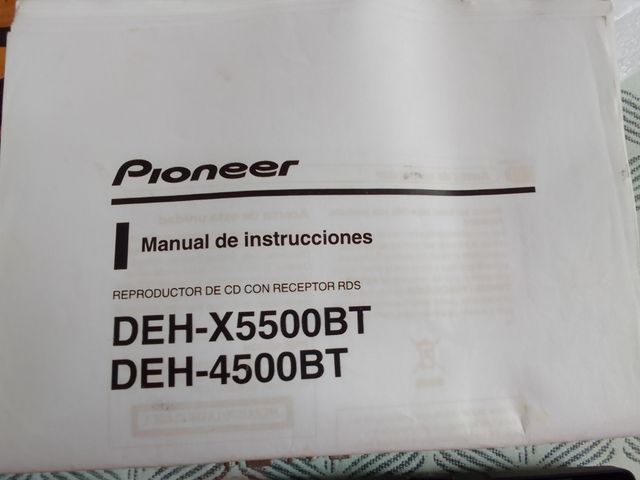 Pioneer
Manual de instrucciones
REPRODUCTOR DE CD CON RECEPTOR RDS
DEH-X5500BT
DEH-4500BT